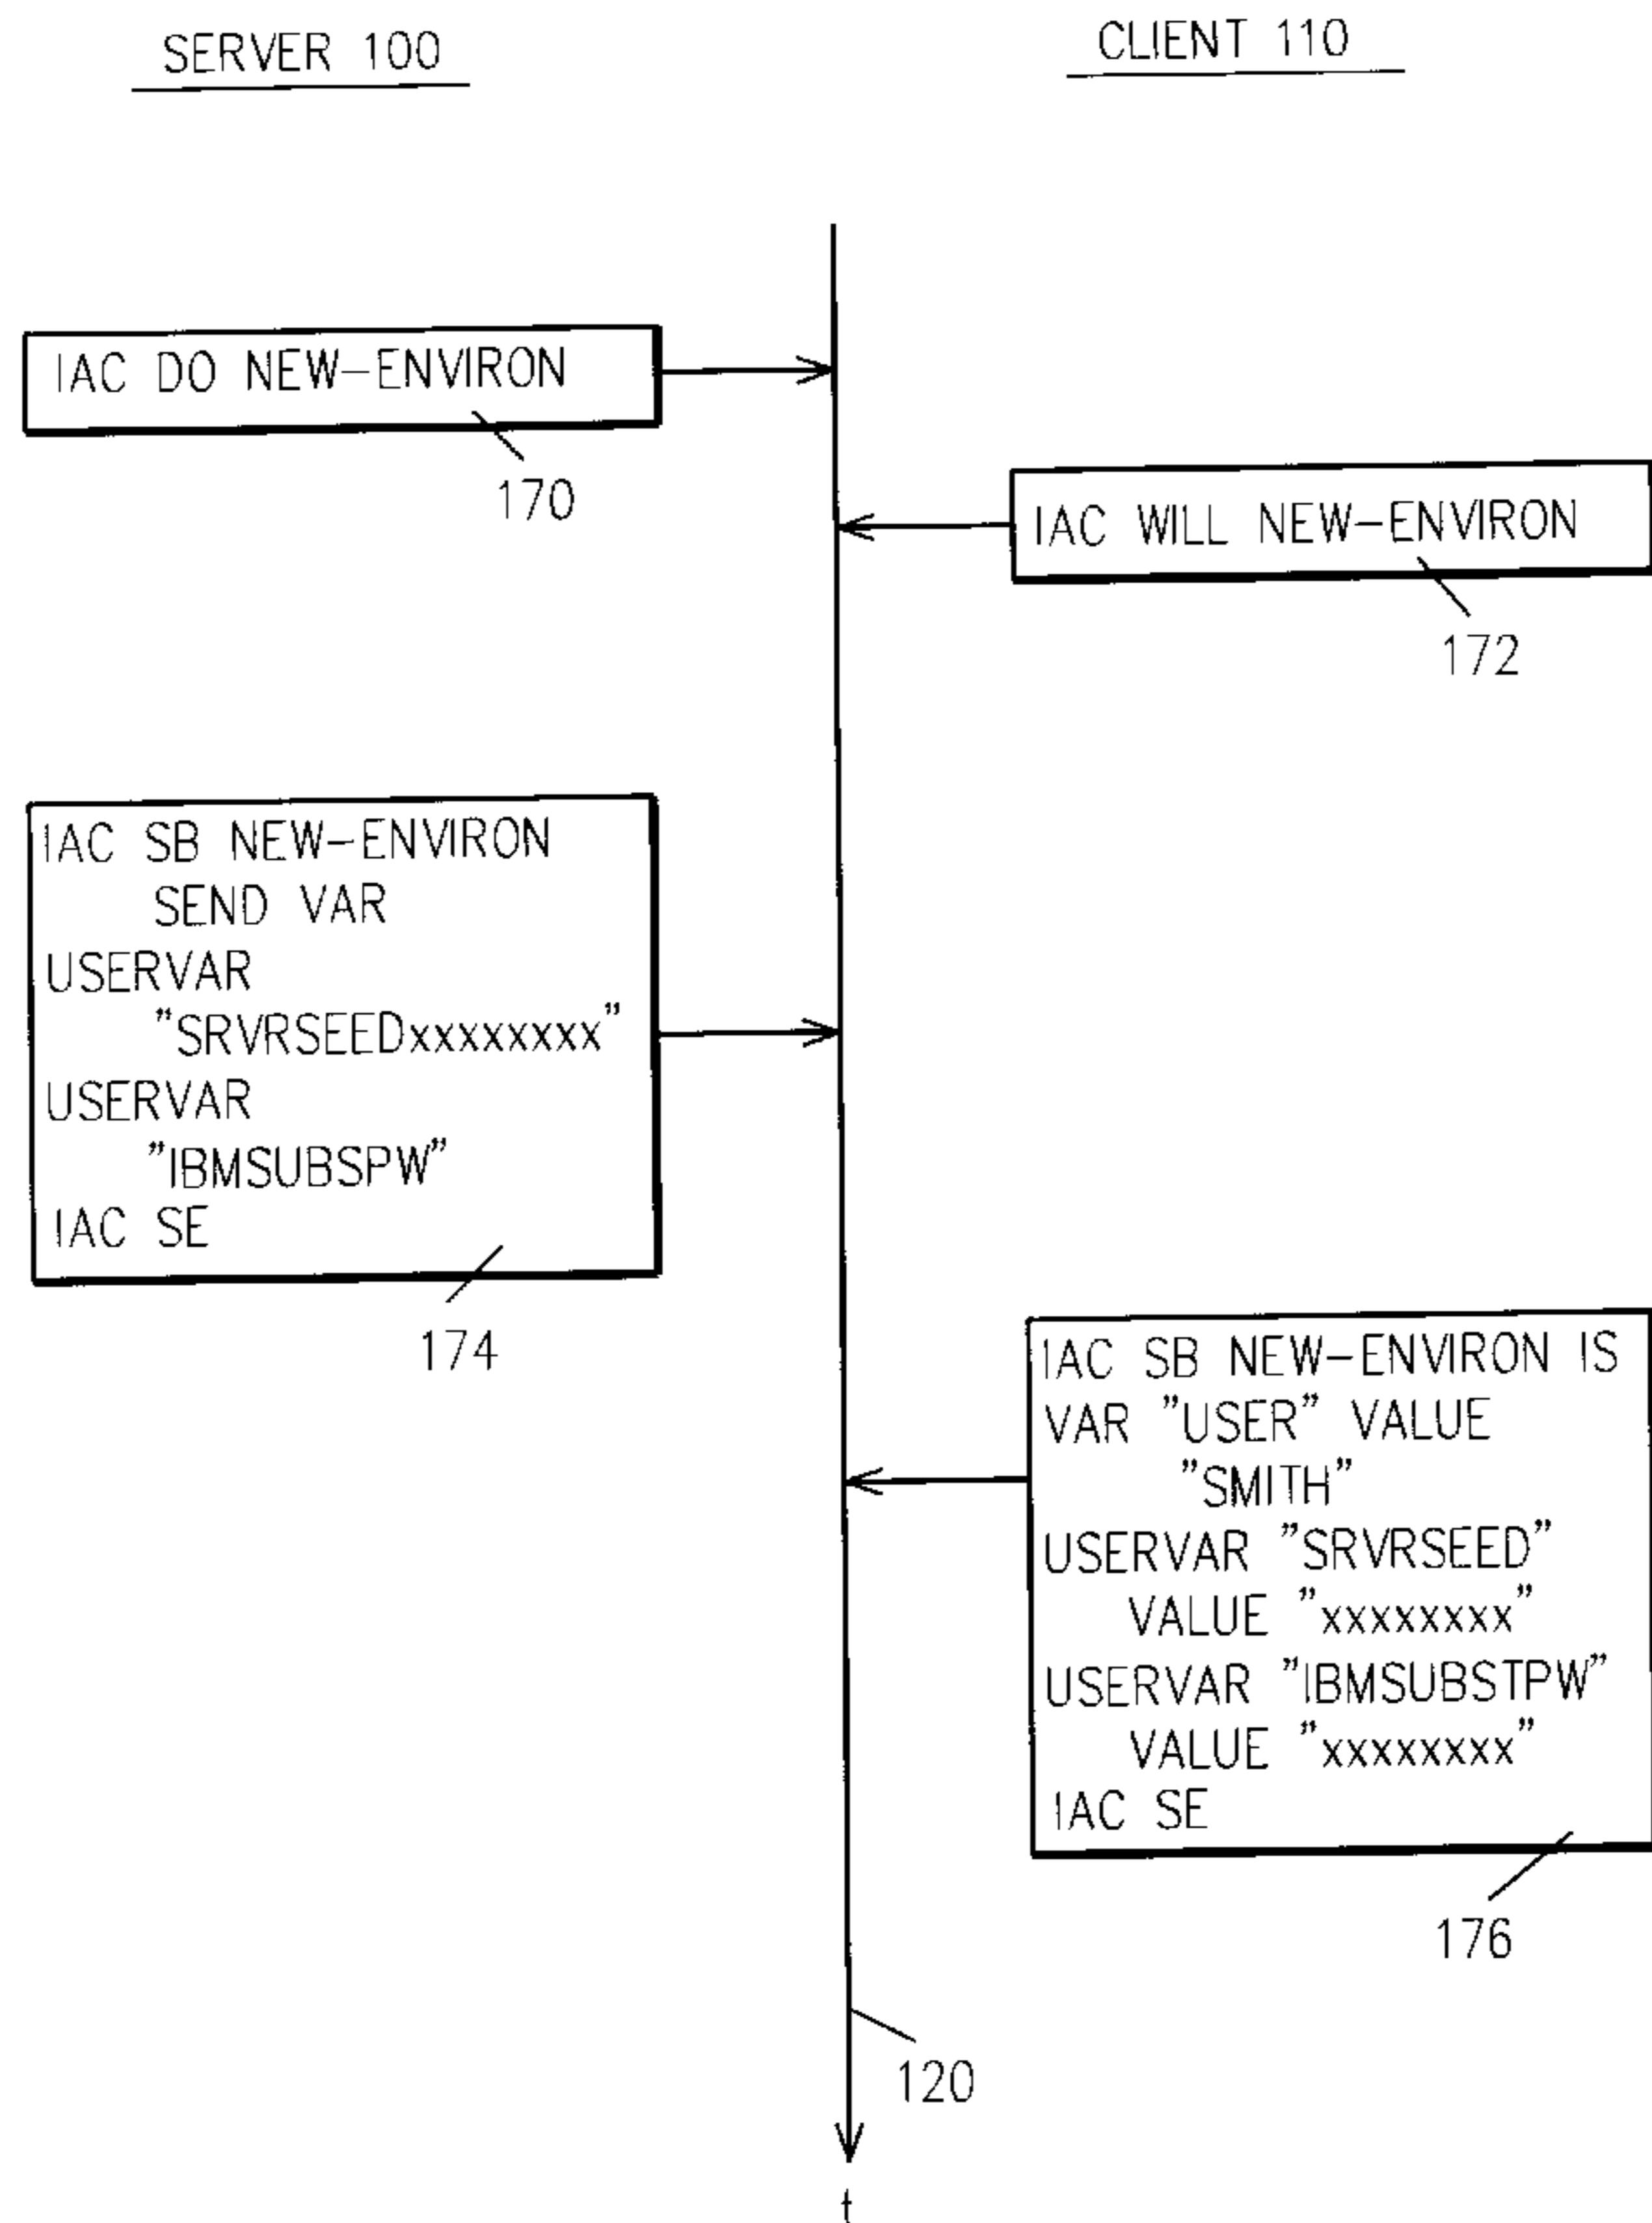 SERVER 100
CLIENT 110
IAC DO NEW-ENVIRON
170
IAC WILL NEW-ENVIRON
172
IAC SB NEW-ENVIRON
SEND VAR
USERVAR
"SRVRSEEDxxxxxxxx"
USERVAR
"IBMSUBSPW"
IAC SE
174
IAC SB NEW-ENVIRON IS
VAR "USER" VALUE
"SMITH"
USERVAR "SRVRSEED"
VALUE "xxxxxxxx"
USERVAR "IBMSUBSTPW"
VALUE "xxxxxxxx"
IAC SE
176
120
t